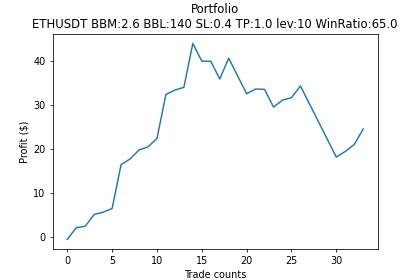 Portfolio
ETHUSDT BBM:2.6 BBL:140 SL:0.4 TP:1.0 lev:10 WinRatio:65.0
40
30
20
10
0
Profit ($)
0 5 10 15 20 25 30
Trade counts